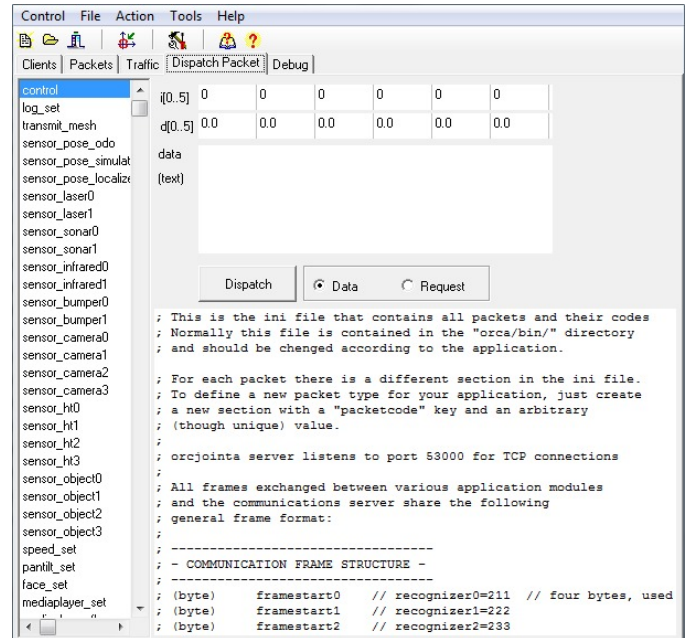 Control File Action Tools Help
Clients Packets Traffic Dispatch Packet Debug
control
log_set
transmit_mesh
sensor_pose_odo
sensor_pose_simulat
sensor_pose_localize
sensor_laser0
sensor_laser1
sensor_sonar0
sensor_sonar1
sensor_infrared0
sensor_infrared1
sensor_bumper0
sensor_bumper1
sensor_camera0
sensor_camera1
sensor_camera2
sensor_camera3
sensor_ht0
sensor_ht1
sensor_ht2
sensor_ht3
sensor_object0
sensor_object1
sensor_object2
sensor_object3
speed_set
pantilt_set
face_set
mediaplayer_set
i[0..5] 0 0 0 0 0 0
d[0..5] 0.0 0.0 0.0 0.0 0.0 0.0
data
(text)
Dispatch Data Request
; This is the ini file that contains all packets and their codes
; Normally this file is contained in the "orca/bin/" directory
; and should be chenged according to the application.
; For each packet there is a different section in the ini file.
; To define a new packet type for your application, just create
; a new section with a "packetcode" key and an arbitrary
; (though unique) value.
;
; orcjointa server listens to port 53000 for TCP connections
;
; All frames exchanged between various application modules
; and the communications server share the following
; general frame format:
;
; ---------------------------------
; - COMMUNICATION FRAME STRUCTURE -
; ---------------------------------
; (byte) framestart0 // recognizer0=211 // four bytes, used
; (byte) framestart1 // recognizer1=222
; (byte) framestart2 // recognizer2=233